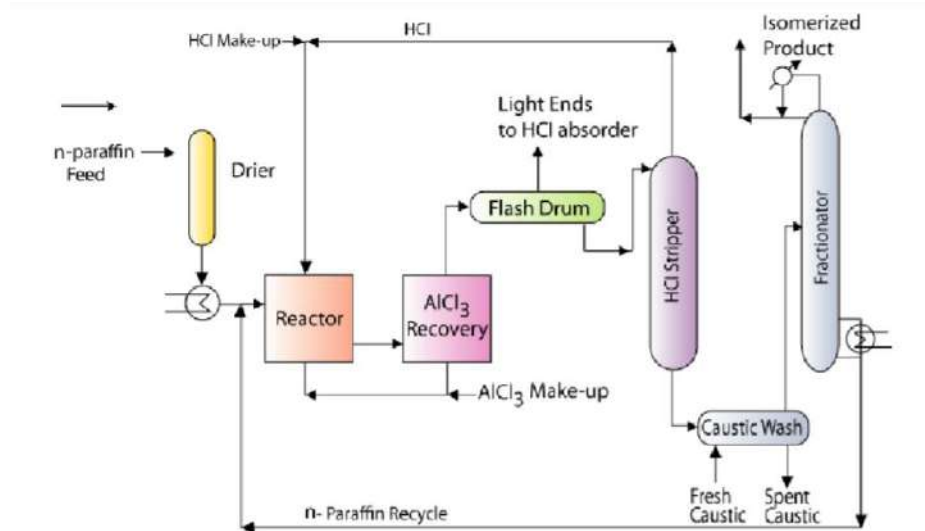 HCl Make-up
HCl
Isomerized
Product
Light Ends
to HCl absorder
n-paraffin
Feed
Drier
Flash Drum
HCl Stripper
Fractionator
Reactor
AlCl3
Recovery
AlCl3 Make-up
Caustic Wash
Fresh
Caustic
Spent
Caustic
n- Paraffin Recycle